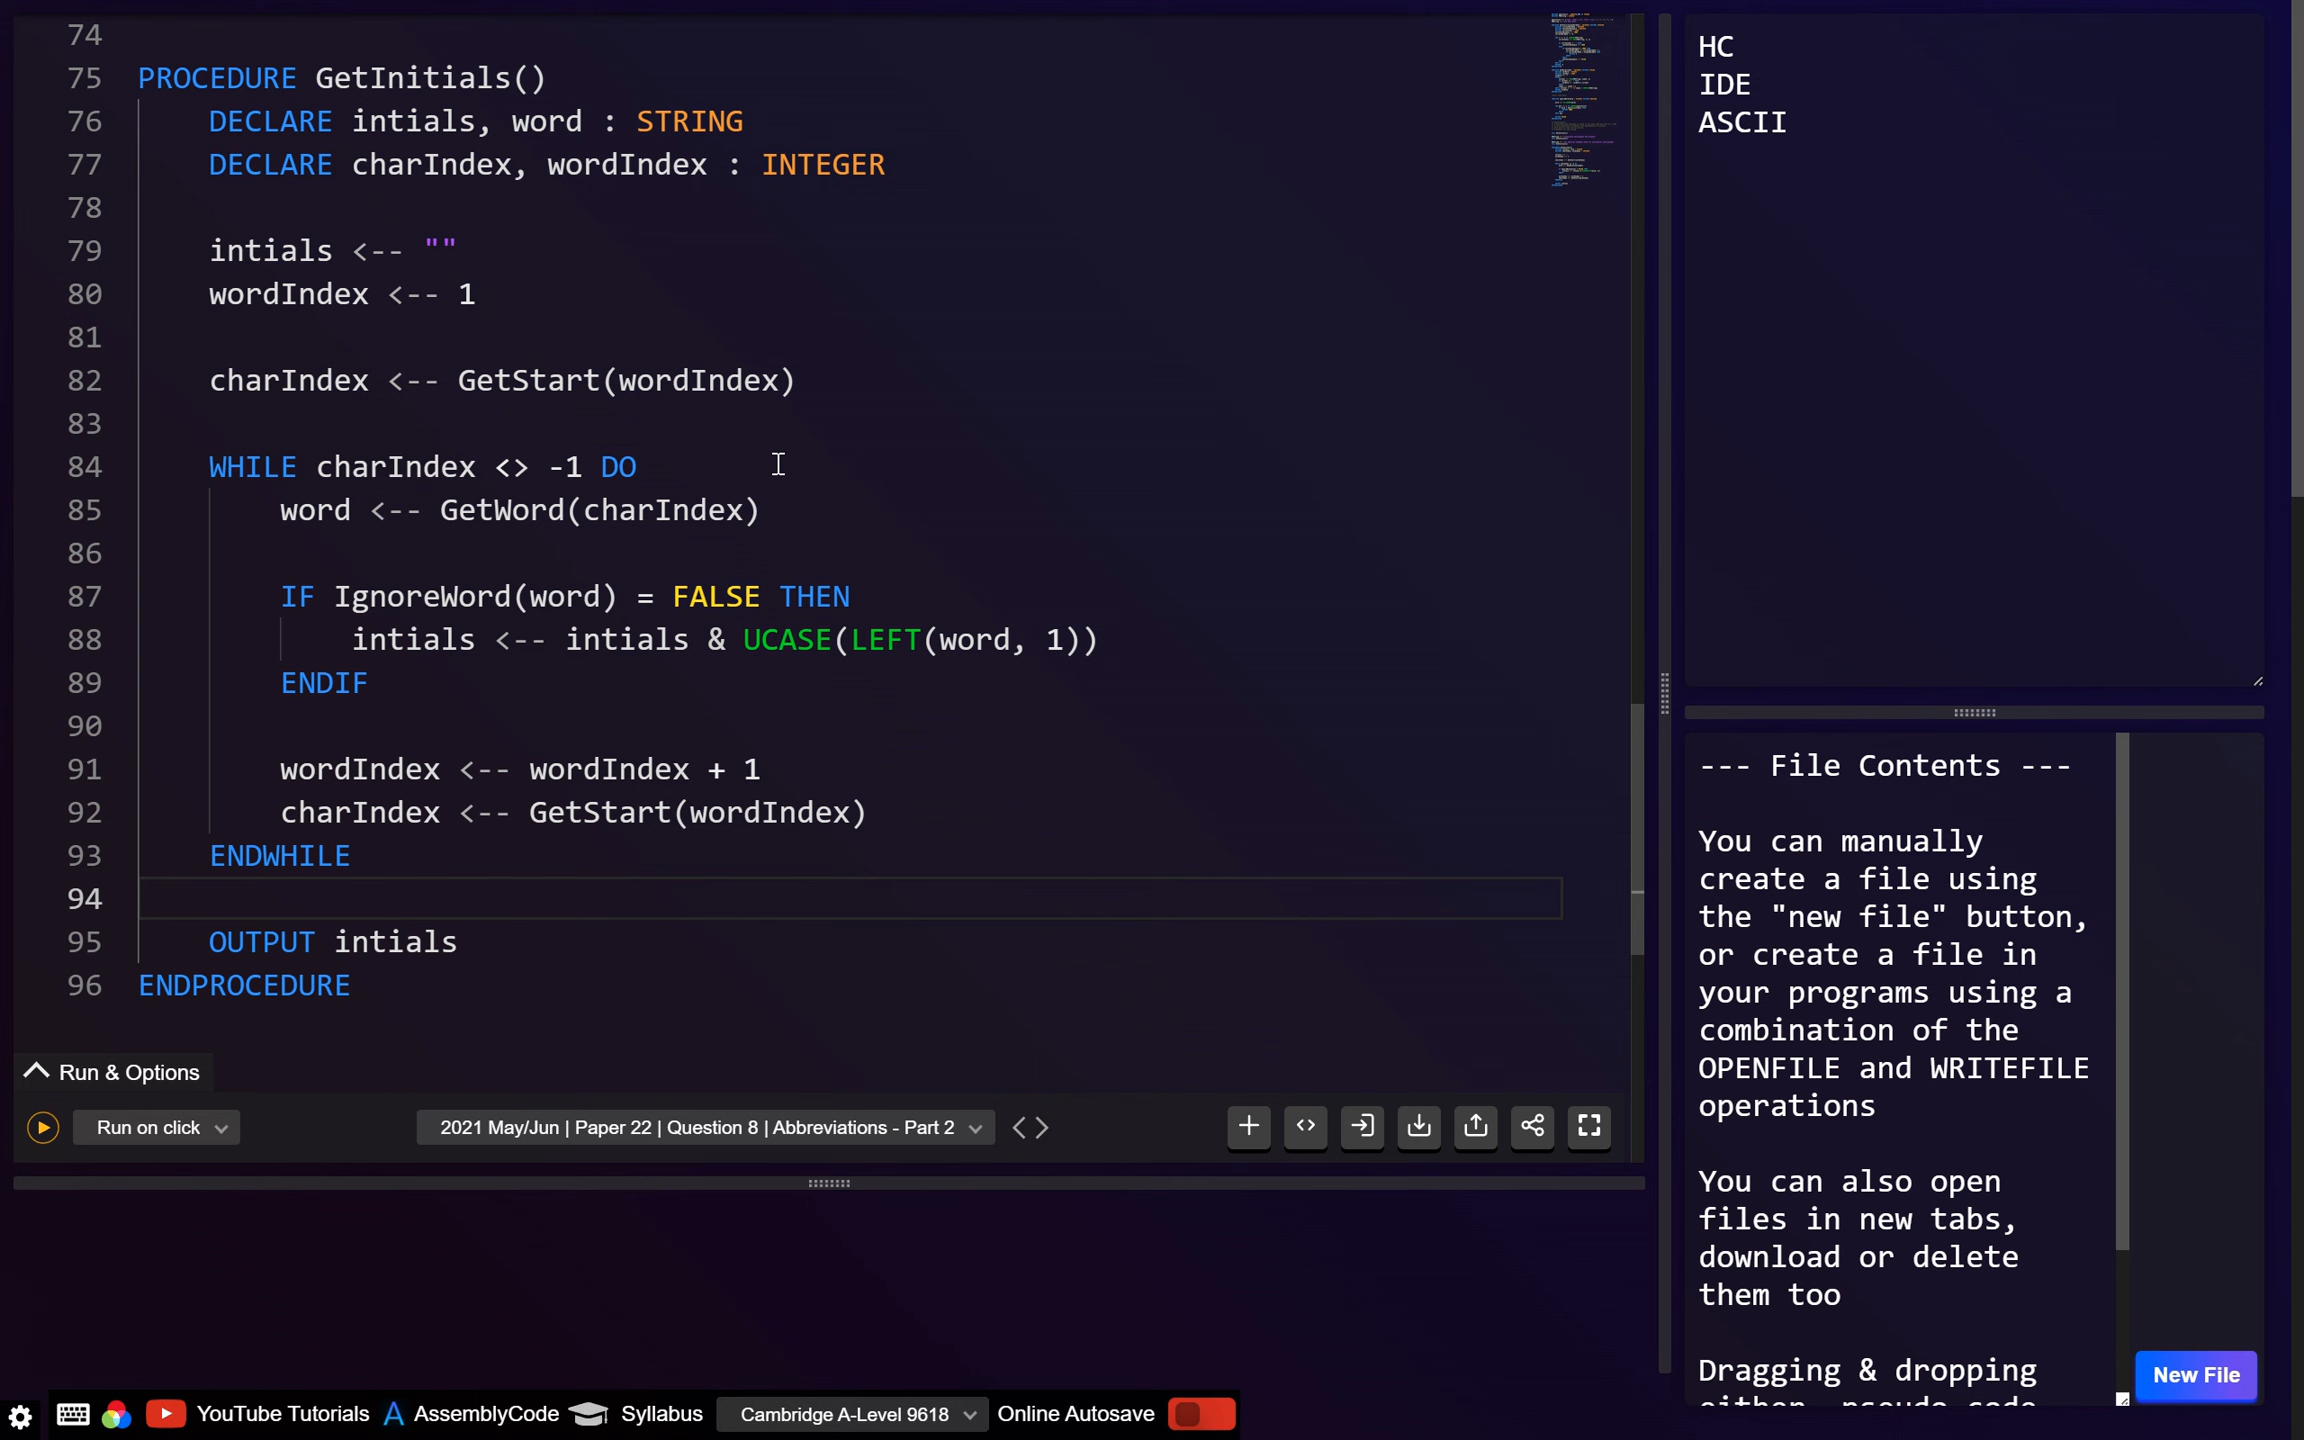 74
75 PROCEDURE GetInitials()
76 DECLARE intials, word : STRING
77 DECLARE charIndex, wordIndex : INTEGER
78
79 intials <-- ""
80 wordIndex <-- 1
81
82 charIndex <-- GetStart(wordIndex)
83
84 WHILE charIndex <> -1 DO
85 word <-- GetWord(charIndex)
86
87 IF IgnoreWord(word) = FALSE THEN
88 intials <-- intials & UCASE(LEFT(word, 1))
89 ENDIF
90
91 wordIndex <-- wordIndex + 1
92 charIndex <-- GetStart(wordIndex)
93 ENDWHILE
94
95 OUTPUT intials
96 ENDPROCEDURE
Run & Options
Run on click
2021 May/Jun | Paper 22 | Question 8 | Abbreviations - Part 2
HC
IDE
ASCII
--- File Contents ---
You can manually
create a file using
the "new file" button,
or create a file in
your programs using a
combination of the
OPENFILE and WRITEFILE
operations
You can also open
files in new tabs,
download or delete
them too
Dragging & dropping
New File
YouTube Tutorials
AssemblyCode
Syllabus
Cambridge A-Level 9618
Online Autosave